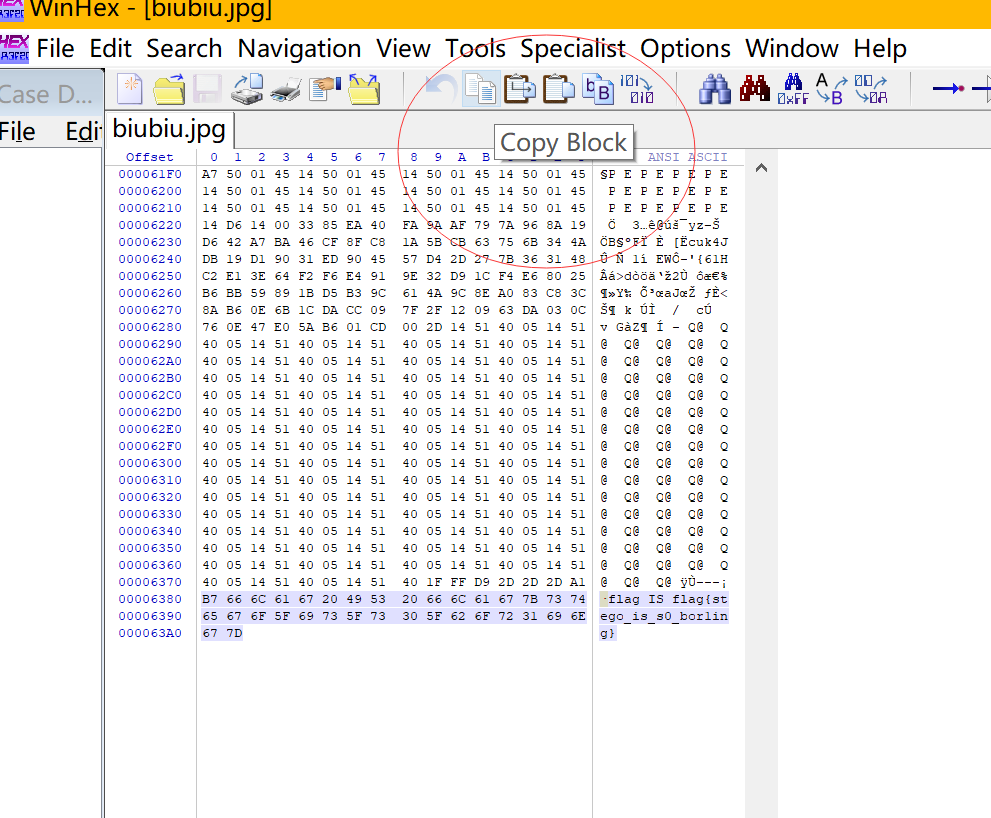 WinHex - [biubiu.jpg]
File Edit Search Navigation View Tools Specialist Options Window Help
Case D...
File Edit
biubiu.jpg
Copy Block
Offset 0 1 2 3 4 5 6 7 8 9 A B ANSI ASCII
000061F0 A7 50 01 45 14 50 01 45 14 50 01 45 14 50 01 45 §P E P E P E P E
00006200 14 50 01 45 14 50 01 45 14 50 01 45 14 50 01 45 P E P E P E P E
00006210 14 50 01 45 14 50 01 45 14 50 01 45 14 50 01 45 P E P E P E P E
00006220 14 D6 14 00 33 85 EA 40 FA 9A AF 79 7A 96 8A 19 Ö 3…ê@úš¯yz–Š
00006230 D6 42 A7 BA 46 CF 8F C8 1A 5B CB 63 75 6B 34 4A ÖB§ºFÏ È [Ëcuk4J
00006240 DB 19 D1 90 31 ED 90 45 57 D4 2D 27 7B 36 31 48 Û Ñ 1í EWÔ-'{61H
00006250 C2 E1 3E 64 F2 F6 E4 91 9E 32 D9 1C F4 E6 80 25 Âá>dòöä‘ž2Ù ôæ€%
00006260 B6 BB 59 89 1B D5 B3 9C 61 4A 9C 8E A0 83 C8 3C ¶»Y‰ Õ³œaJœŽ ƒÈ<
00006270 8A B6 0E 6B 1C DA CC 09 7F 2F 12 09 63 DA 03 0C Š¶ k ÚÌ / cÚ
00006280 76 0E 47 E0 5A B6 01 CD 00 2D 14 51 40 05 14 51 v GàZ¶ Í - Q@ Q
00006290 40 05 14 51 40 05 14 51 40 05 14 51 40 05 14 51 @ Q@ Q@ Q@ Q
000062A0 40 05 14 51 40 05 14 51 40 05 14 51 40 05 14 51 @ Q@ Q@ Q@ Q
000062B0 40 05 14 51 40 05 14 51 40 05 14 51 40 05 14 51 @ Q@ Q@ Q@ Q
000062C0 40 05 14 51 40 05 14 51 40 05 14 51 40 05 14 51 @ Q@ Q@ Q@ Q
000062D0 40 05 14 51 40 05 14 51 40 05 14 51 40 05 14 51 @ Q@ Q@ Q@ Q
000062E0 40 05 14 51 40 05 14 51 40 05 14 51 40 05 14 51 @ Q@ Q@ Q@ Q
000062F0 40 05 14 51 40 05 14 51 40 05 14 51 40 05 14 51 @ Q@ Q@ Q@ Q
00006300 40 05 14 51 40 05 14 51 40 05 14 51 40 05 14 51 @ Q@ Q@ Q@ Q
00006310 40 05 14 51 40 05 14 51 40 05 14 51 40 05 14 51 @ Q@ Q@ Q@ Q
00006320 40 05 14 51 40 05 14 51 40 05 14 51 40 05 14 51 @ Q@ Q@ Q@ Q
00006330 40 05 14 51 40 05 14 51 40 05 14 51 40 05 14 51 @ Q@ Q@ Q@ Q
00006340 40 05 14 51 40 05 14 51 40 05 14 51 40 05 14 51 @ Q@ Q@ Q@ Q
00006350 40 05 14 51 40 05 14 51 40 05 14 51 40 05 14 51 @ Q@ Q@ Q@ Q
00006360 40 05 14 51 40 05 14 51 40 05 14 51 40 05 14 51 @ Q@ Q@ Q@ Q
00006370 40 05 14 51 40 05 14 51 40 1F FF D9 2D 2D 2D A1 @ Q@ Q@ ÿÙ---¡
00006380 B7 66 6C 61 67 20 49 53 20 66 6C 61 67 7B 73 74 ·flag IS flag{st
00006390 65 67 6F 5F 69 73 5F 73 30 5F 62 6F 72 31 69 6E ego_is_s0_bor1in
000063A0 67 7D g}